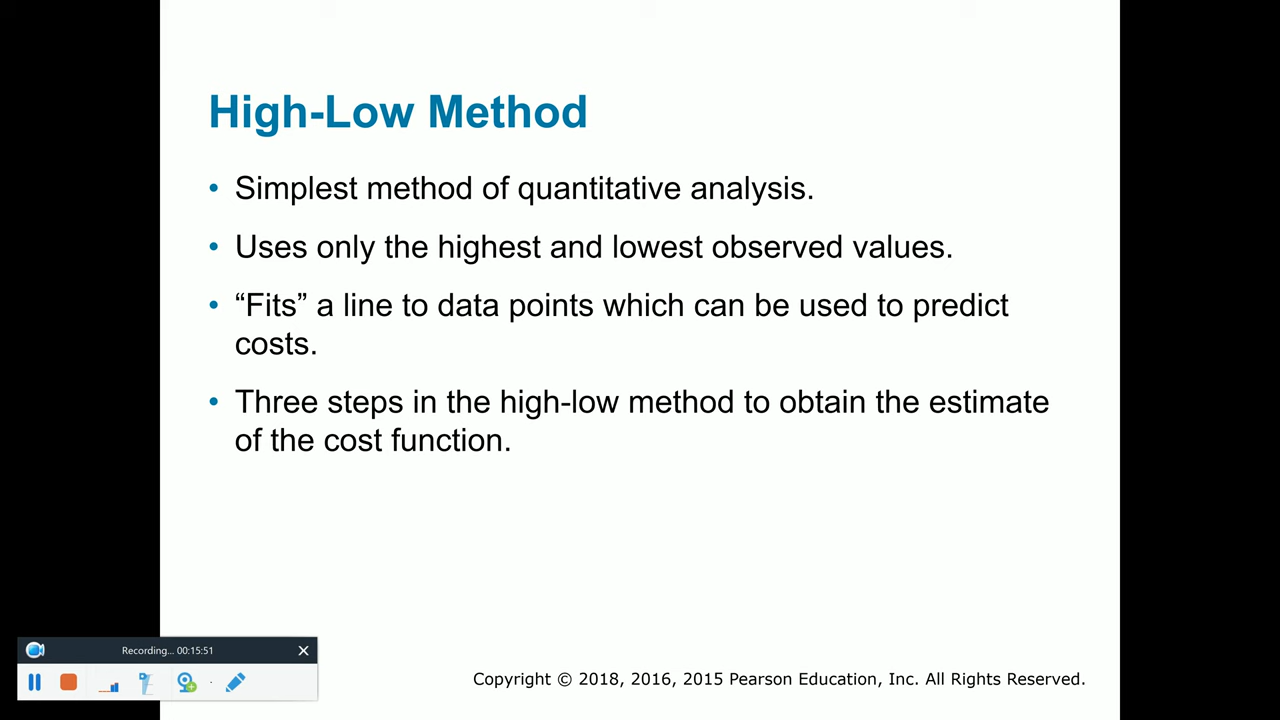 High-Low Method
• Simplest method of quantitative analysis.
• Uses only the highest and lowest observed values.
• “Fits” a line to data points which can be used to predict
costs.
• Three steps in the high-low method to obtain the estimate
of the cost function.
Recording... 00:15:51
Copyright © 2018, 2016, 2015 Pearson Education, Inc. All Rights Reserved.